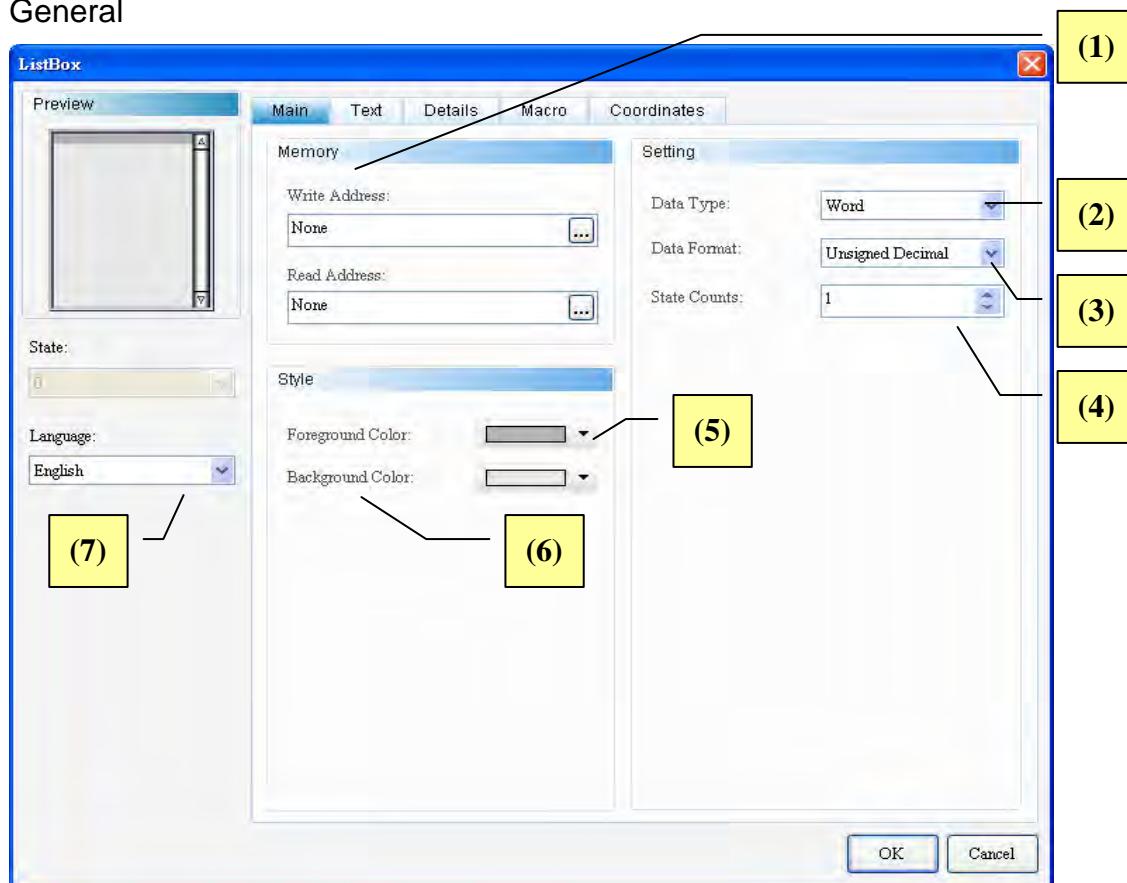 General
(1)
ListBox
Preview
Main Text Details Macro Coordinates
Memory
Write Address:
None
...
Read Address:
None
...
Setting
Data Type:
Word
(2)
Data Format:
Unsigned Decimal
(3)
State Counts:
1
(4)
State:
0
Language:
English
(7)
Style
Foreground Color:
(5)
Background Color:
(6)
OK Cancel